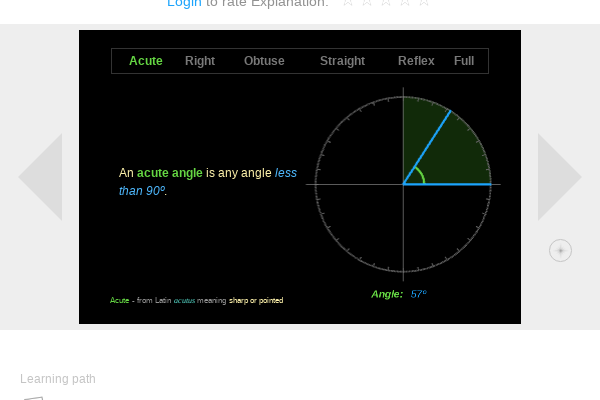 Login to rate Explanation:
Acute Right Obtuse Straight Reflex Full
An acute angle is any angle less
than 90º.
Angle: 57º
Acute - from Latin acutus meaning sharp or pointed
Learning path